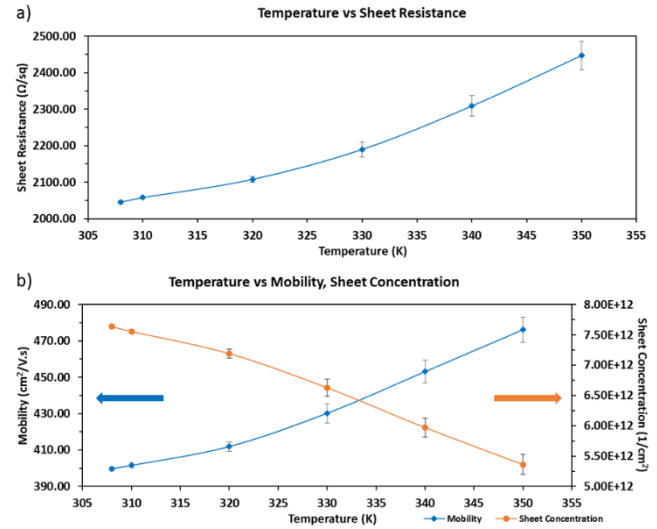 a)
Temperature vs Sheet Resistance
Sheet Resistance (Ω/sq)
2500.00
2400.00
2300.00
2200.00
2100.00
2000.00
305 310 315 320 325 330 335 340 345 350 355
Temperature (K)
b)
Temperature vs Mobility, Sheet Concentration
Mobility (cm²/V.s)
490.00
470.00
450.00
430.00
410.00
390.00
8.00E+12
7.50E+12
7.00E+12
6.50E+12
6.00E+12
5.50E+12
5.00E+12
Sheet Concentration (1/cm²)
305 310 315 320 325 330 335 340 345 350 355
Temperature (K)
Mobility Sheet Concentration